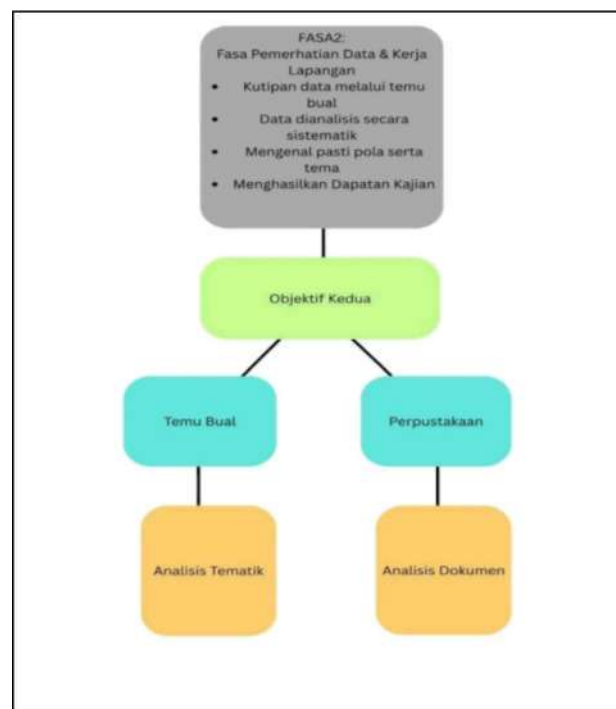 FASA2:
Fasa Pemerhatian Data & Kerja
Lapangan
• Kutipan data melalui temu
bual
• Data dianalisis secara
sistematik
• Mengenal pasti pola serta
tema
• Menghasilkan Dapatan Kajian
Objektif Kedua
Temu Bual
Perpustakaan
Analisis Tematik
Analisis Dokumen